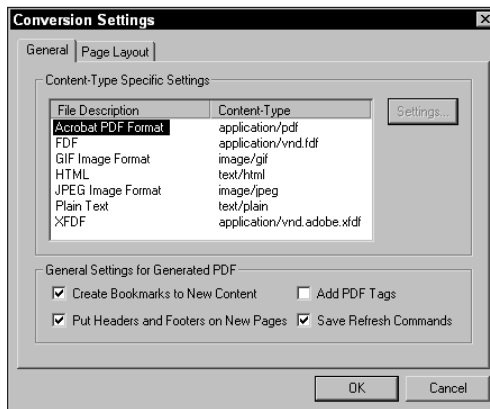 Conversion Settings
General Page Layout
Content-Type Specific Settings
File Description Content-Type
Acrobat PDF Format application/pdf
Settings...
FDF application/vnd.fdf
GIF Image Format image/gif
HTML text/html
JPEG Image Format image/jpeg
Plain Text text/plain
XFDF application/vnd.adobe.xfdf
General Settings for Generated PDF
Create Bookmarks to New Content Add PDF Tags
Put Headers and Footers on New Pages Save Refresh Commands
OK Cancel